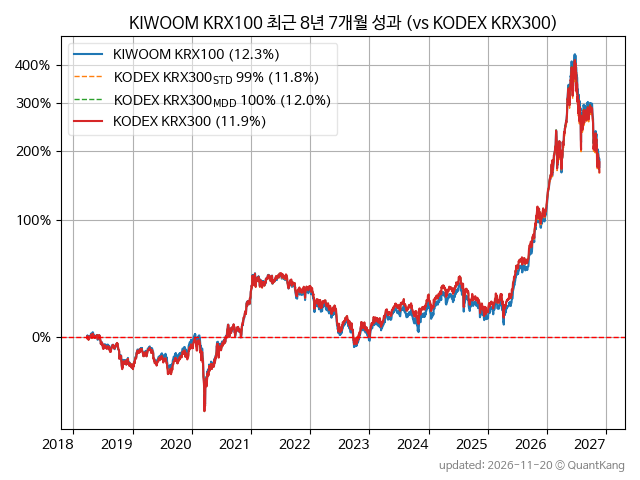 KIWOOM KRX100 최근 8년 7개월 성과 (vs KODEX KRX300)
KIWOOM KRX100 (12.3%)
KODEX KRX300STD 99% (11.8%)
KODEX KRX300MDD 100% (12.0%)
KODEX KRX300 (11.9%)
400%
300%
200%
100%
0%
2018 2019 2020 2021 2022 2023 2024 2025 2026 2027
updated: 2026-11-20 © QuantKang